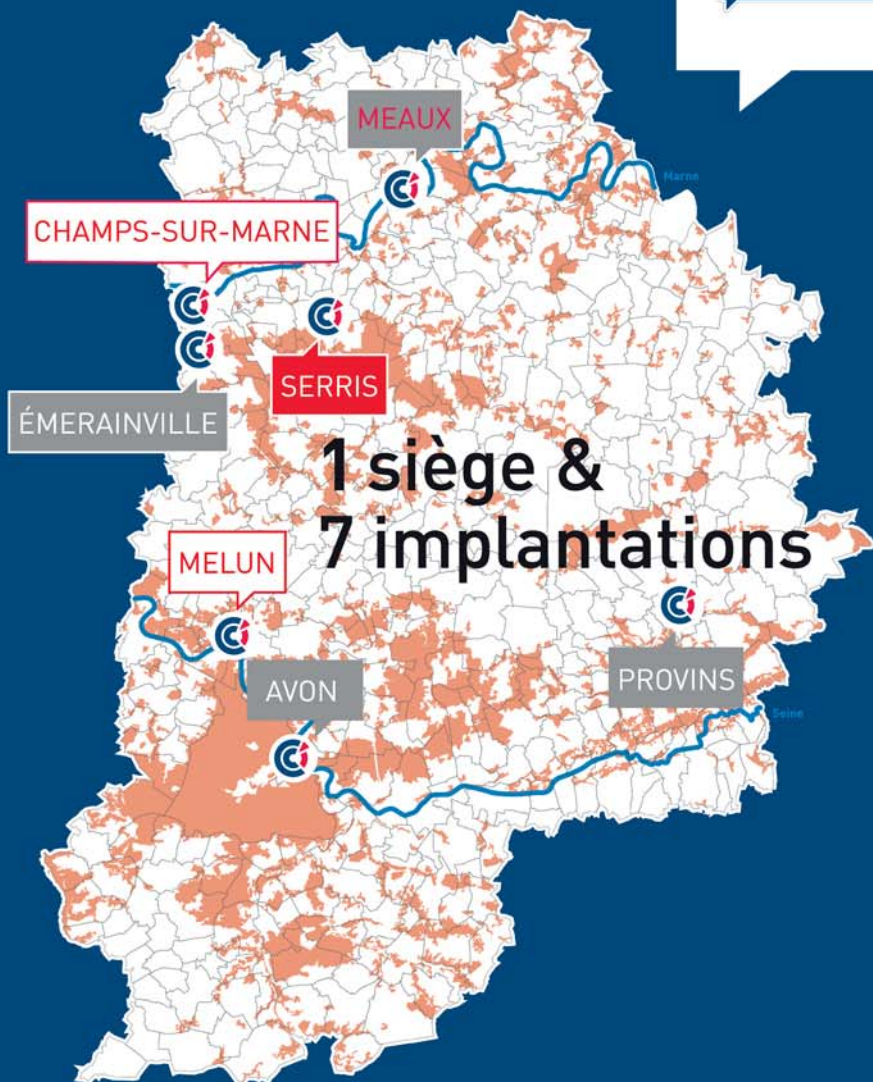 MEAUX
Marne
CHAMPS-SUR-MARNE
SERRIS
ÉMERAINVILLE
1 siège &
7 implantations
MELUN
AVON
PROVINS
Seine